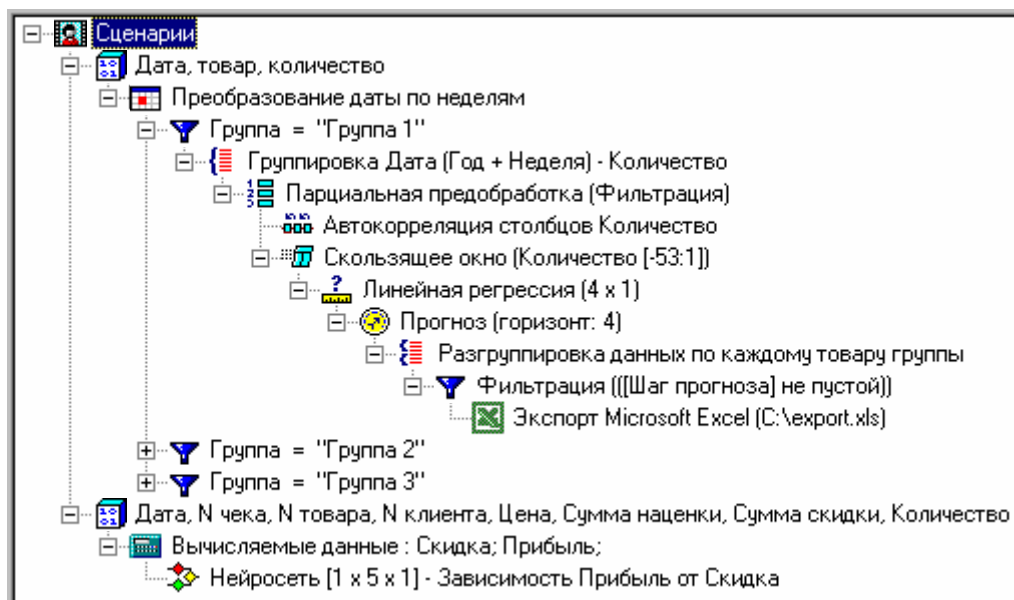 Сценарии
Дата, товар, количество
Преобразование даты по неделям
Группа = "Группа 1"
Группировка Дата (Год + Неделя) - Количество
Парциальная предобработка (Фильтрация)
Автокорреляция столбцов Количество
Скользящее окно (Количество [-53:1])
Линейная регрессия (4 x 1)
Прогноз (горизонт: 4)
Разгруппировка данных по каждому товару группы
Фильтрация (([Шаг прогноза] не пустой))
Экспорт Microsoft Excel (C:\export.xls)
Группа = "Группа 2"
Группа = "Группа 3"
Дата, N чека, N товара, N клиента, Цена, Сумма наценки, Сумма скидки, Количество
Вычисляемые данные : Скидка; Прибыль;
Нейросеть [1 x 5 x 1] - Зависимость Прибыль от Скидка